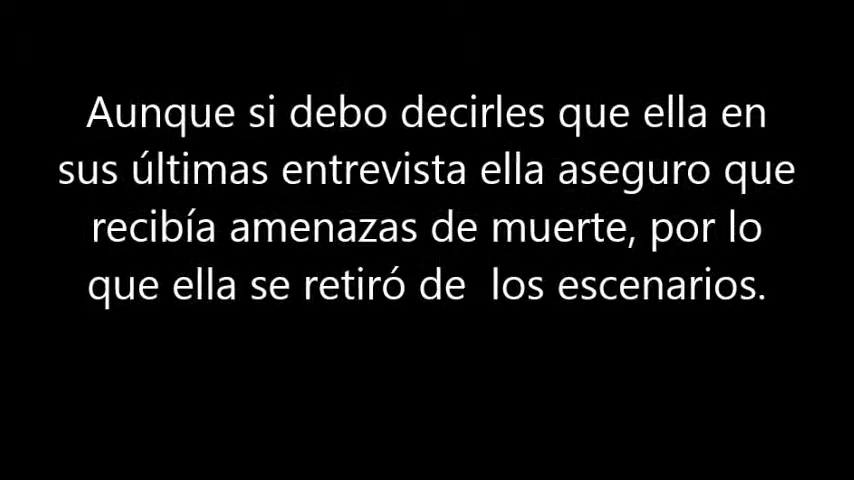 Aunque si debo decirles que ella en
sus últimas entrevista ella aseguro que
recibía amenazas de muerte, por lo
que ella se retiró de  los escenarios.